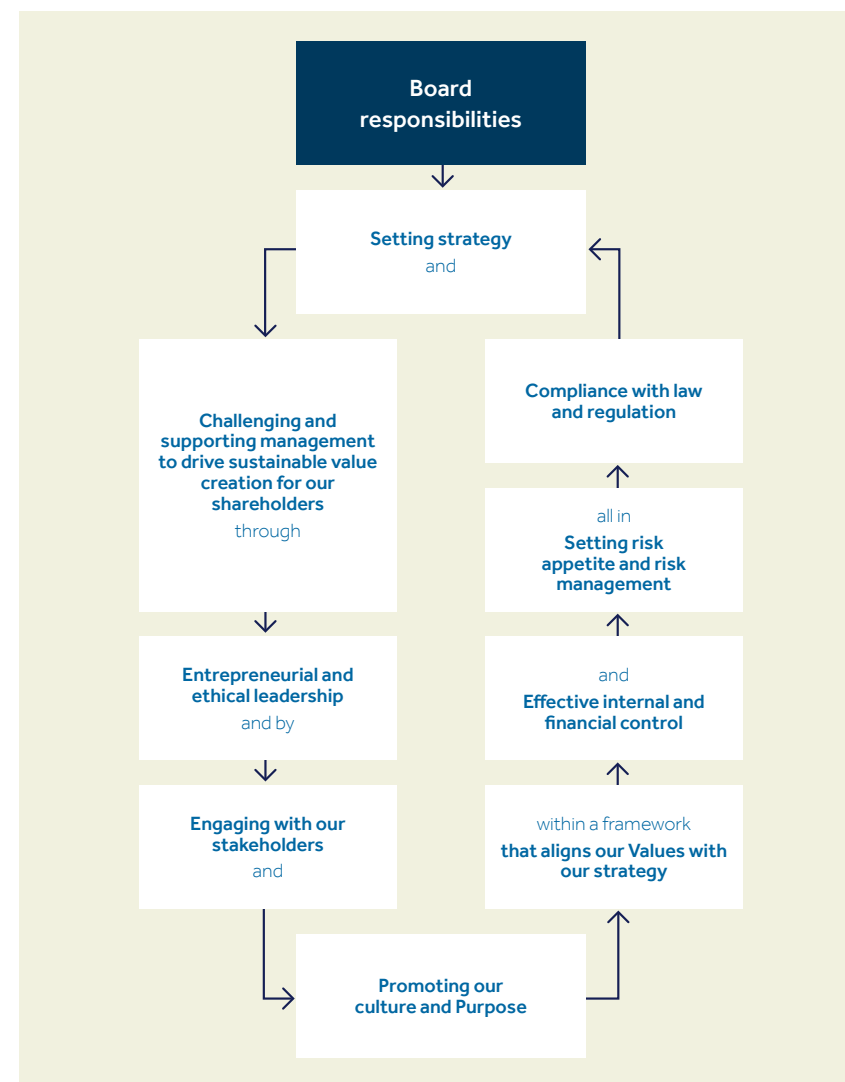 Board
responsibilities
Setting strategy
and
Challenging and
supporting management
to drive sustainable value
creation for our
shareholders
through
Entrepreneurial and
ethical leadership
and by
Engaging with our
stakeholders
and
Promoting our
culture and Purpose
within a framework
that aligns our Values with
our strategy
and
Effective internal and
financial control
all in
Setting risk
appetite and risk
management
Compliance with law
and regulation